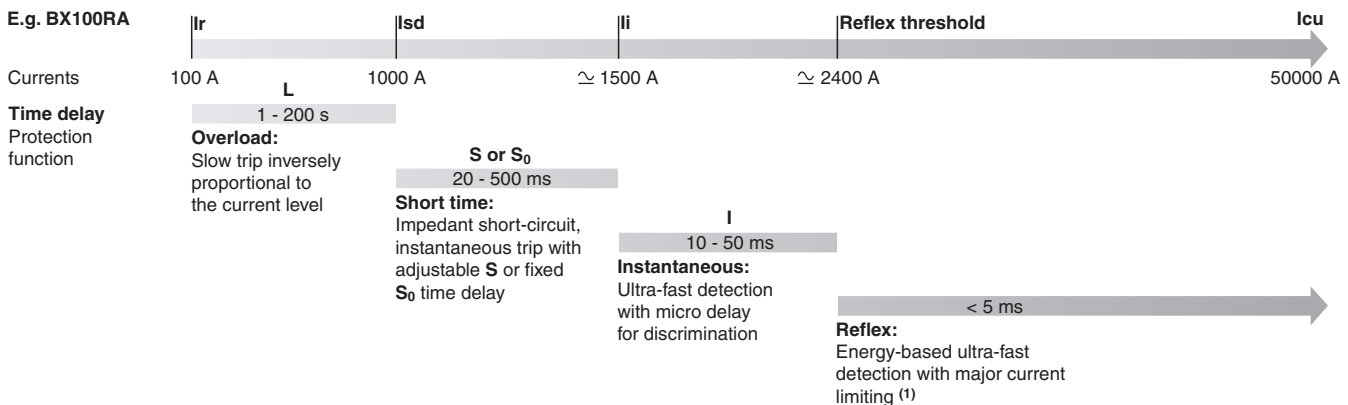 E.g. BX100RA
Ir
Isd
Ii
Reflex threshold
Icu
Currents
100 A
1000 A
≃ 1500 A
≃ 2400 A
50000 A
Time delay
Protection
function
L
1 - 200 s
Overload:
Slow trip inversely
proportional to
the current level
S or S₀
20 - 500 ms
Short time:
Impedant short-circuit,
instantaneous trip with
adjustable S or fixed
S₀ time delay
I
10 - 50 ms
Instantaneous:
Ultra-fast detection
with micro delay
for discrimination
< 5 ms
Reflex:
Energy-based ultra-fast
detection with major current
limiting (1)